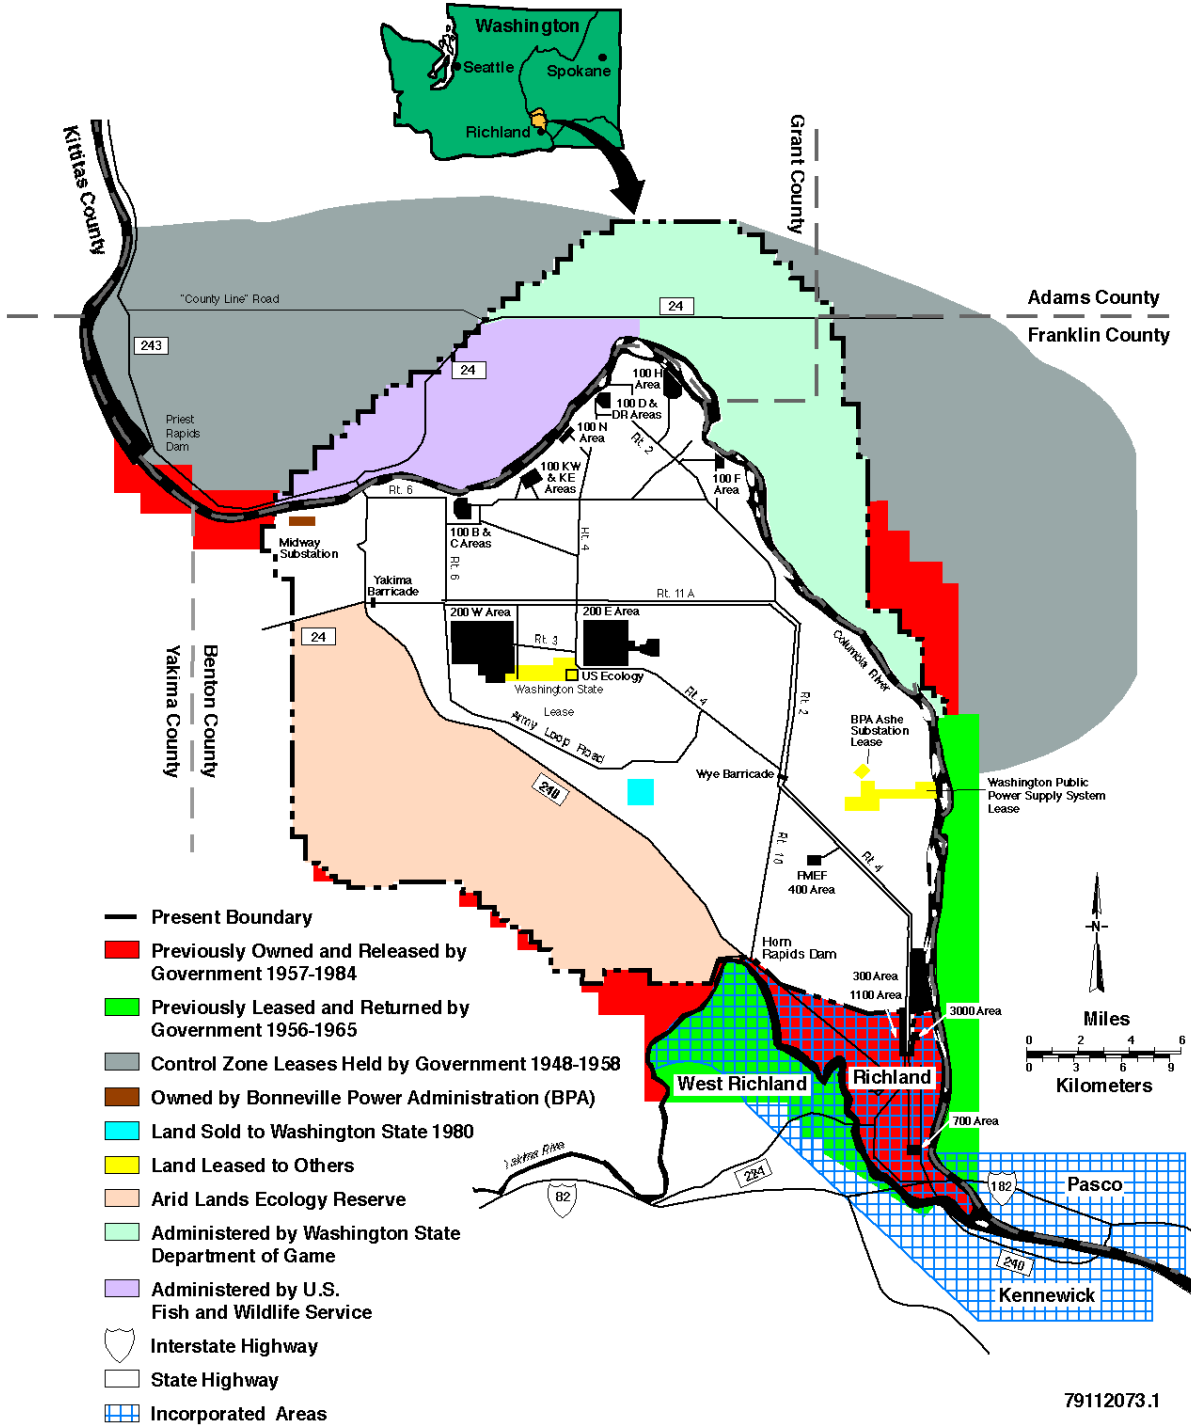 Washington
Seattle
Spokane
Richland
Kittitas County
Grant County
"County Line" Road
24
Adams County
Franklin County
243
24
100 H
Area
100 D &
DR Areas
Priest
Rapids
Dam
100 N
Area
Rt. 2
100 KW
& KE
Areas
100 F
Area
Rt. 6
Midway
Substation
100 B &
C Areas
Rt. 4
Rt. 6
Yakima
Barricade
Rt. 11 A
24
200 W Area
200 E Area
Rt. 3
US Ecology
Washington State
Lease
Columbia River
Yakima County
Benton County
Rt. 4
Rt. 2
Army Loop Road
BPA Ashe
Substation
Lease
240
Wye Barricade
Washington Public
Power Supply System
Lease
Rt. 10
Rt. 4
FMEF
400 Area
Horn
Rapids Dam
300 Area
1100 Area
3000 Area
N
Miles
0 2 4 6
0 3 6 9
Kilometers
West Richland
Richland
700 Area
Yakima River
82
224
182
Pasco
240
Kennewick
Present Boundary
Previously Owned and Released by
Government 1957-1984
Previously Leased and Returned by
Government 1956-1965
Control Zone Leases Held by Government 1948-1958
Owned by Bonneville Power Administration (BPA)
Land Sold to Washington State 1980
Land Leased to Others
Arid Lands Ecology Reserve
Administered by Washington State
Department of Game
Administered by U.S.
Fish and Wildlife Service
Interstate Highway
State Highway
Incorporated Areas
79112073.1